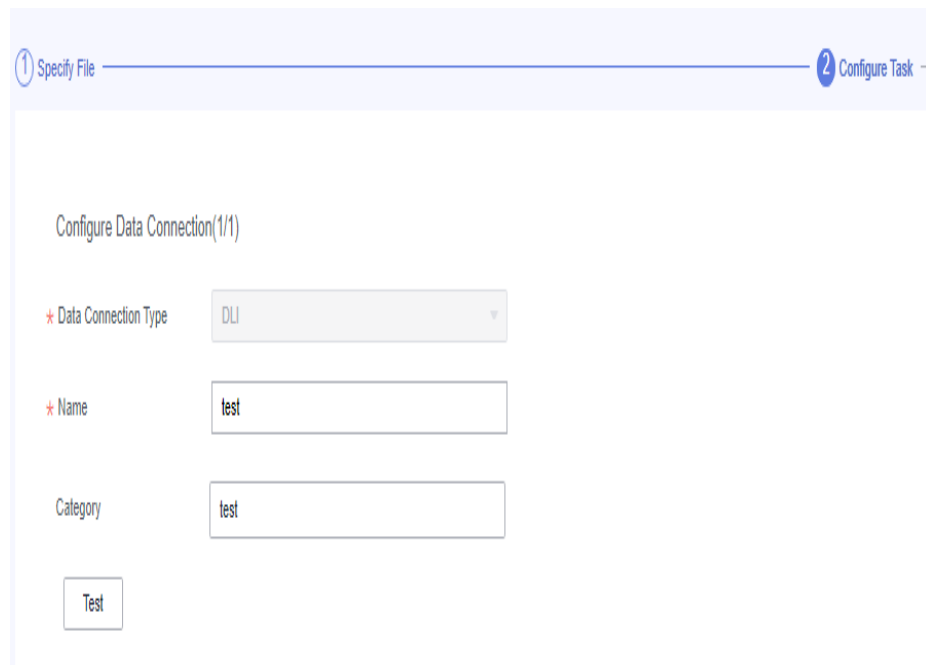 1 Specify File 2 Configure Task
Configure Data Connection(1/1)
* Data Connection Type DLI
* Name test
Category test
Test